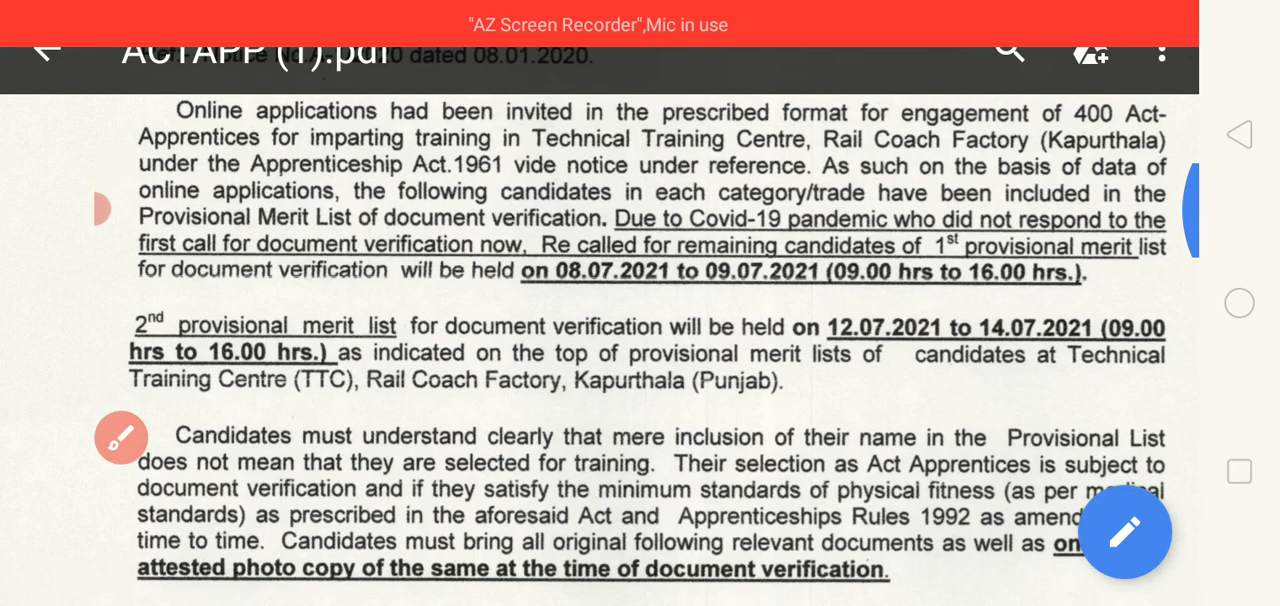 "AZ Screen Recorder",Mic in use
ACTAPP (1).pdf
dated 08.01.2020.
Online applications had been invited in the prescribed format for engagement of 400 Act-
Apprentices for imparting training in Technical Training Centre, Rail Coach Factory (Kapurthala)
under the Apprenticeship Act.1961 vide notice under reference. As such on the basis of data of
online applications, the following candidates in each category/trade have been included in the
Provisional Merit List of document verification. Due to Covid-19 pandemic who did not respond to the
first call for document verification now, Re called for remaining candidates of 1st provisional merit list
for document verification will be held on 08.07.2021 to 09.07.2021 (09.00 hrs to 16.00 hrs.).
2nd provisional merit list for document verification will be held on 12.07.2021 to 14.07.2021 (09.00
hrs to 16.00 hrs.) as indicated on the top of provisional merit lists of candidates at Technical
Training Centre (TTC), Rail Coach Factory, Kapurthala (Punjab).
Candidates must understand clearly that mere inclusion of their name in the Provisional List
does not mean that they are selected for training. Their selection as Act Apprentices is subject to
document verification and if they satisfy the minimum standards of physical fitness (as per
standards) as prescribed in the aforesaid Act and Apprenticeships Rules 1992 as amend
time to time. Candidates must bring all original following relevant documents as well as on
attested photo copy of the same at the time of document verification.